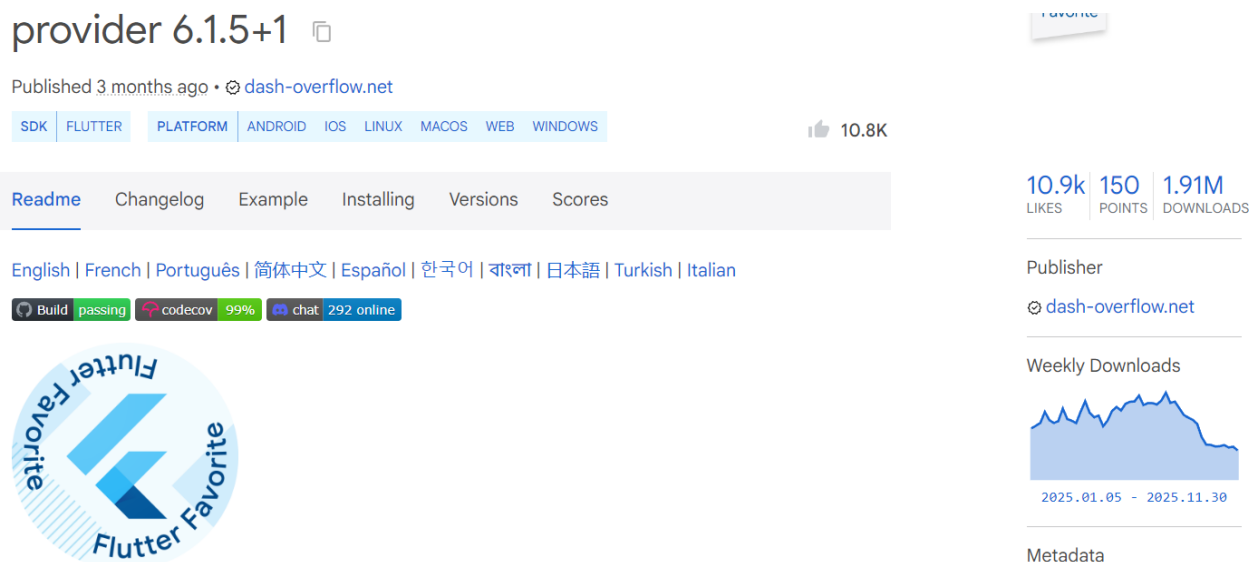 provider 6.1.5+1
Published 3 months ago • dash-overflow.net
SDK FLUTTER PLATFORM ANDROID IOS LINUX MACOS WEB WINDOWS
10.8K
Readme Changelog Example Installing Versions Scores
English | French | Português | 简体中文 | Español | 한국어 | বাংলা | 日本語 | Turkish | Italian
Build passing codecov 99% chat 292 online
Flutter Favorite
Flutter Favorite
Favorite
10.9k 150 1.91M
LIKES POINTS DOWNLOADS
Publisher
dash-overflow.net
Weekly Downloads
2025.01.05 - 2025.11.30
Metadata